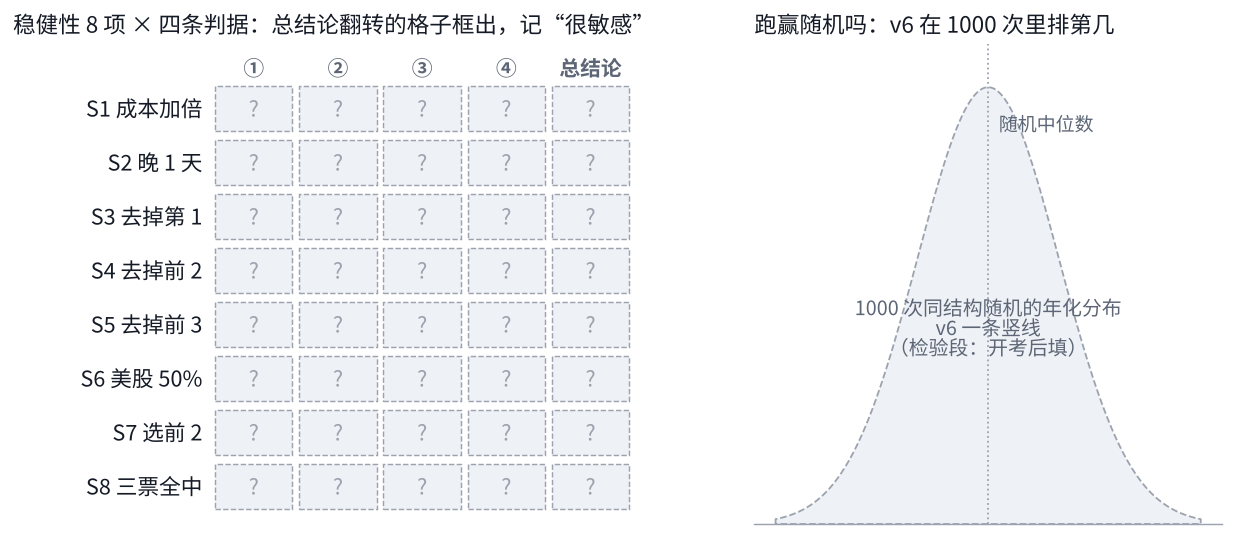 稳健性 8 项 × 四条判据：总结论翻转的格子框出，记“很敏感”
① ② ③ ④ 总结论
S1 成本加倍 ? ? ? ? ?
S2 晚 1 天 ? ? ? ? ?
S3 去掉第 1 ? ? ? ? ?
S4 去掉前 2 ? ? ? ? ?
S5 去掉前 3 ? ? ? ? ?
S6 美股 50% ? ? ? ? ?
S7 选前 2 ? ? ? ? ?
S8 三票全中 ? ? ? ? ?
跑赢随机吗：v6 在 1000 次里排第几
随机中位数
1000 次同结构随机的年化分布
v6 一条竖线
（检验段：开考后填）